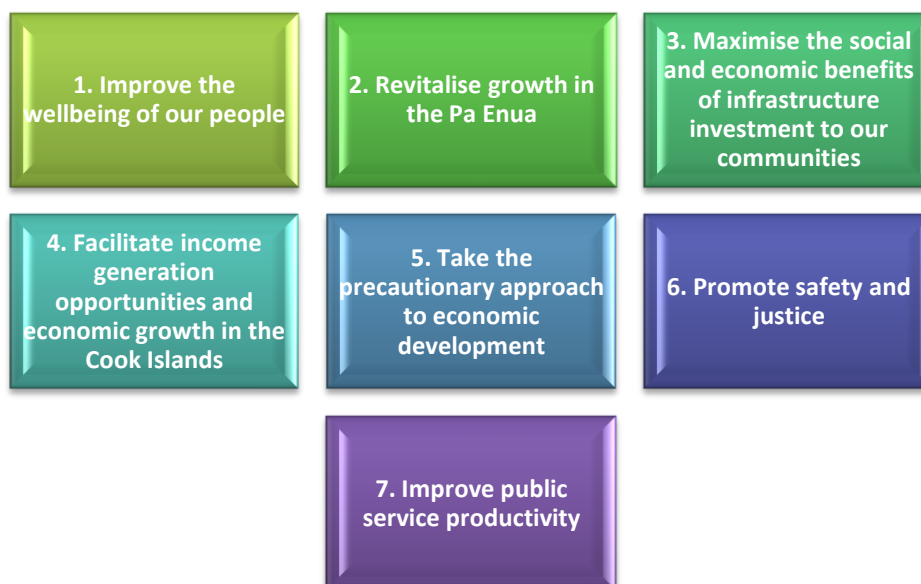 1. Improve the
wellbeing of our people
2. Revitalise growth in
the Pa Enua
3. Maximise the social
and economic benefits
of infrastructure
investment to our
communities
4. Facilitate income
generation
opportunities and
economic growth in the
Cook Islands
5. Take the
precautionary approach
to economic
development
6. Promote safety and
justice
7. Improve public
service productivity